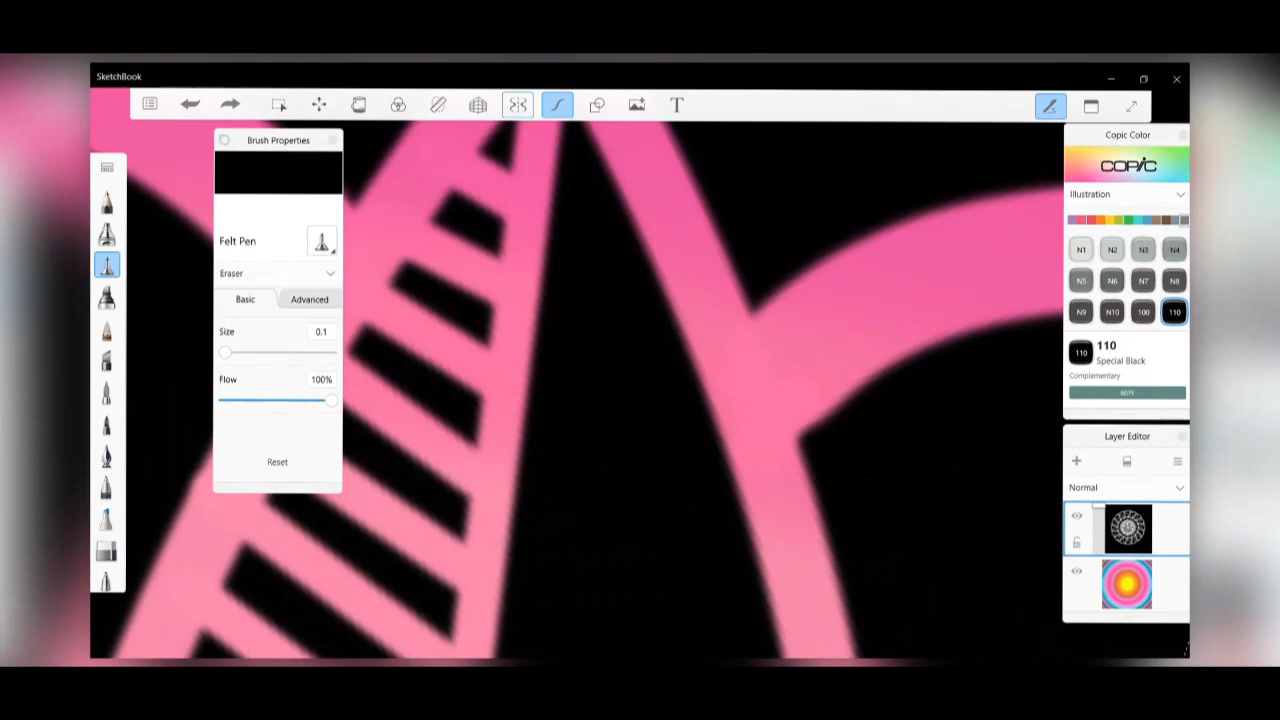 SketchBook
T
Brush Properties
Felt Pen
Eraser
Basic Advanced
Size 0.1
Flow 100%
Reset
Copic Color
COPIC
Illustration
N1 N2 N3 N4
N5 N6 N7 N8
N9 N10 100 110
110 110
Special Black
Complementary
Layer Editor
Normal